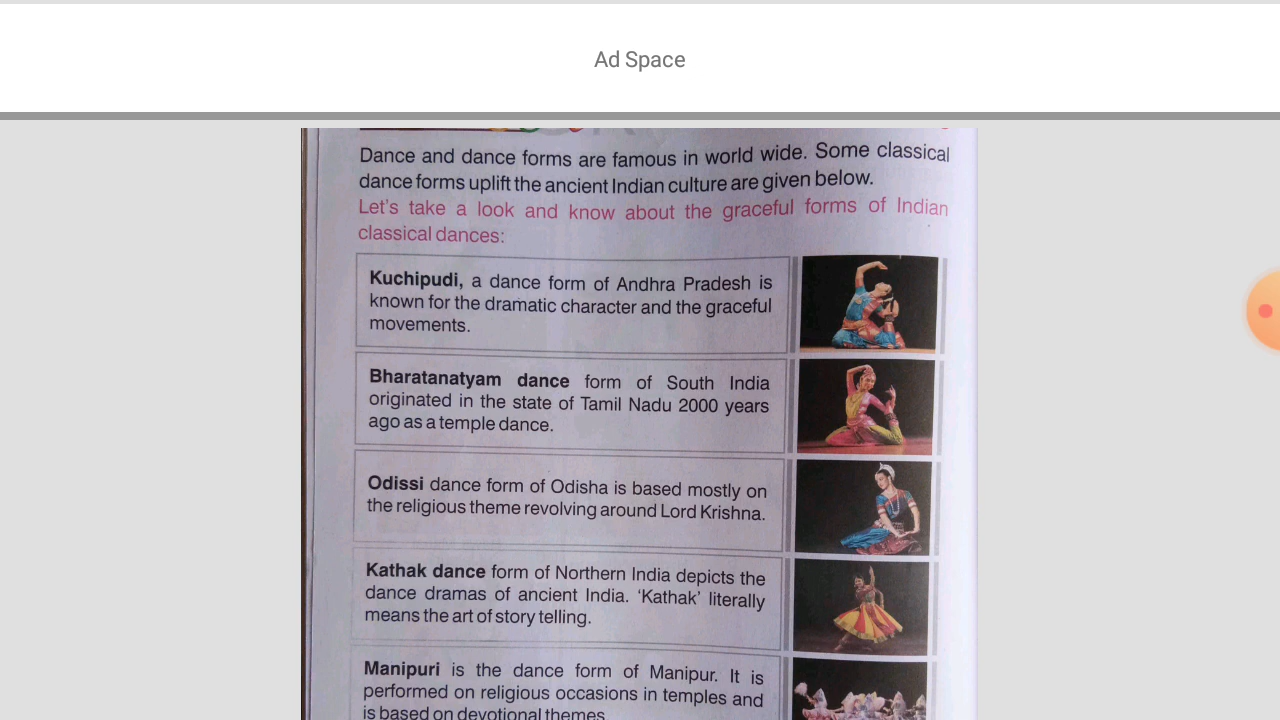 Ad Space
Dance and dance forms are famous in world wide. Some classical
dance forms uplift the ancient Indian culture are given below.
Let's take a look and know about the graceful forms of Indian
classical dances:
Kuchipudi, a dance form of Andhra Pradesh is
known for the dramatic character and the graceful
movements.
Bharatanatyam dance form of South India
originated in the state of Tamil Nadu 2000 years
ago as a temple dance.
Odissi dance form of Odisha is based mostly on
the religious theme revolving around Lord Krishna.
Kathak dance form of Northern India depicts the
dance dramas of ancient India. ‘Kathak’ literally
means the art of story telling.
Manipuri is the dance form of Manipur. It is
performed on religious occasions in temples and
is based on devotional themes.